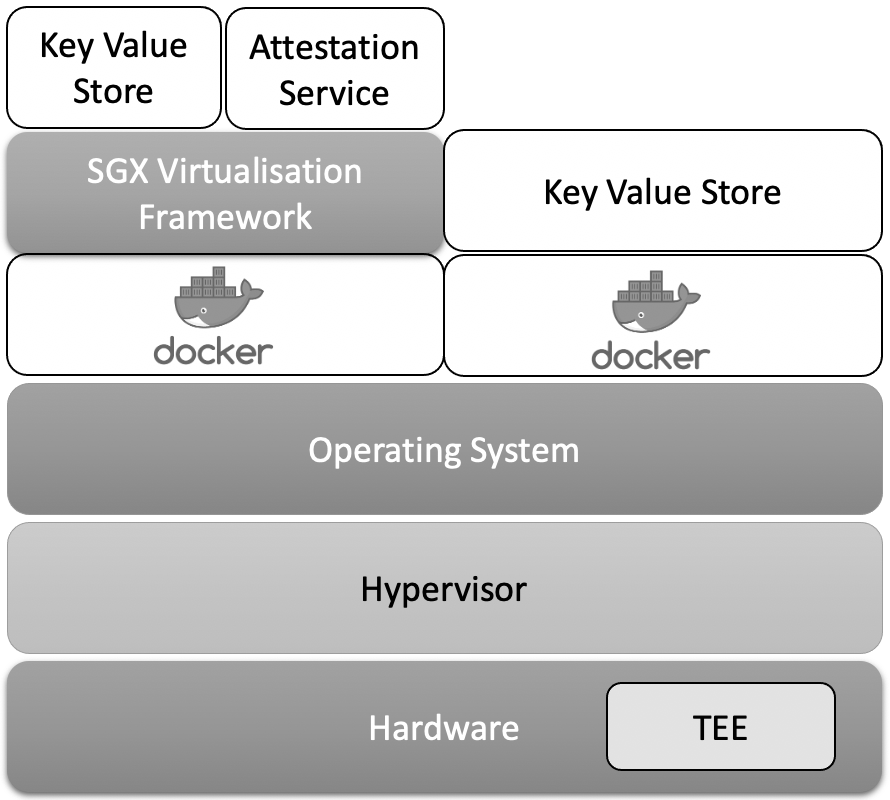 Key Value
Store
Attestation
Service
SGX Virtualisation
Framework
Key Value Store
docker
docker
Operating System
Hypervisor
Hardware
TEE